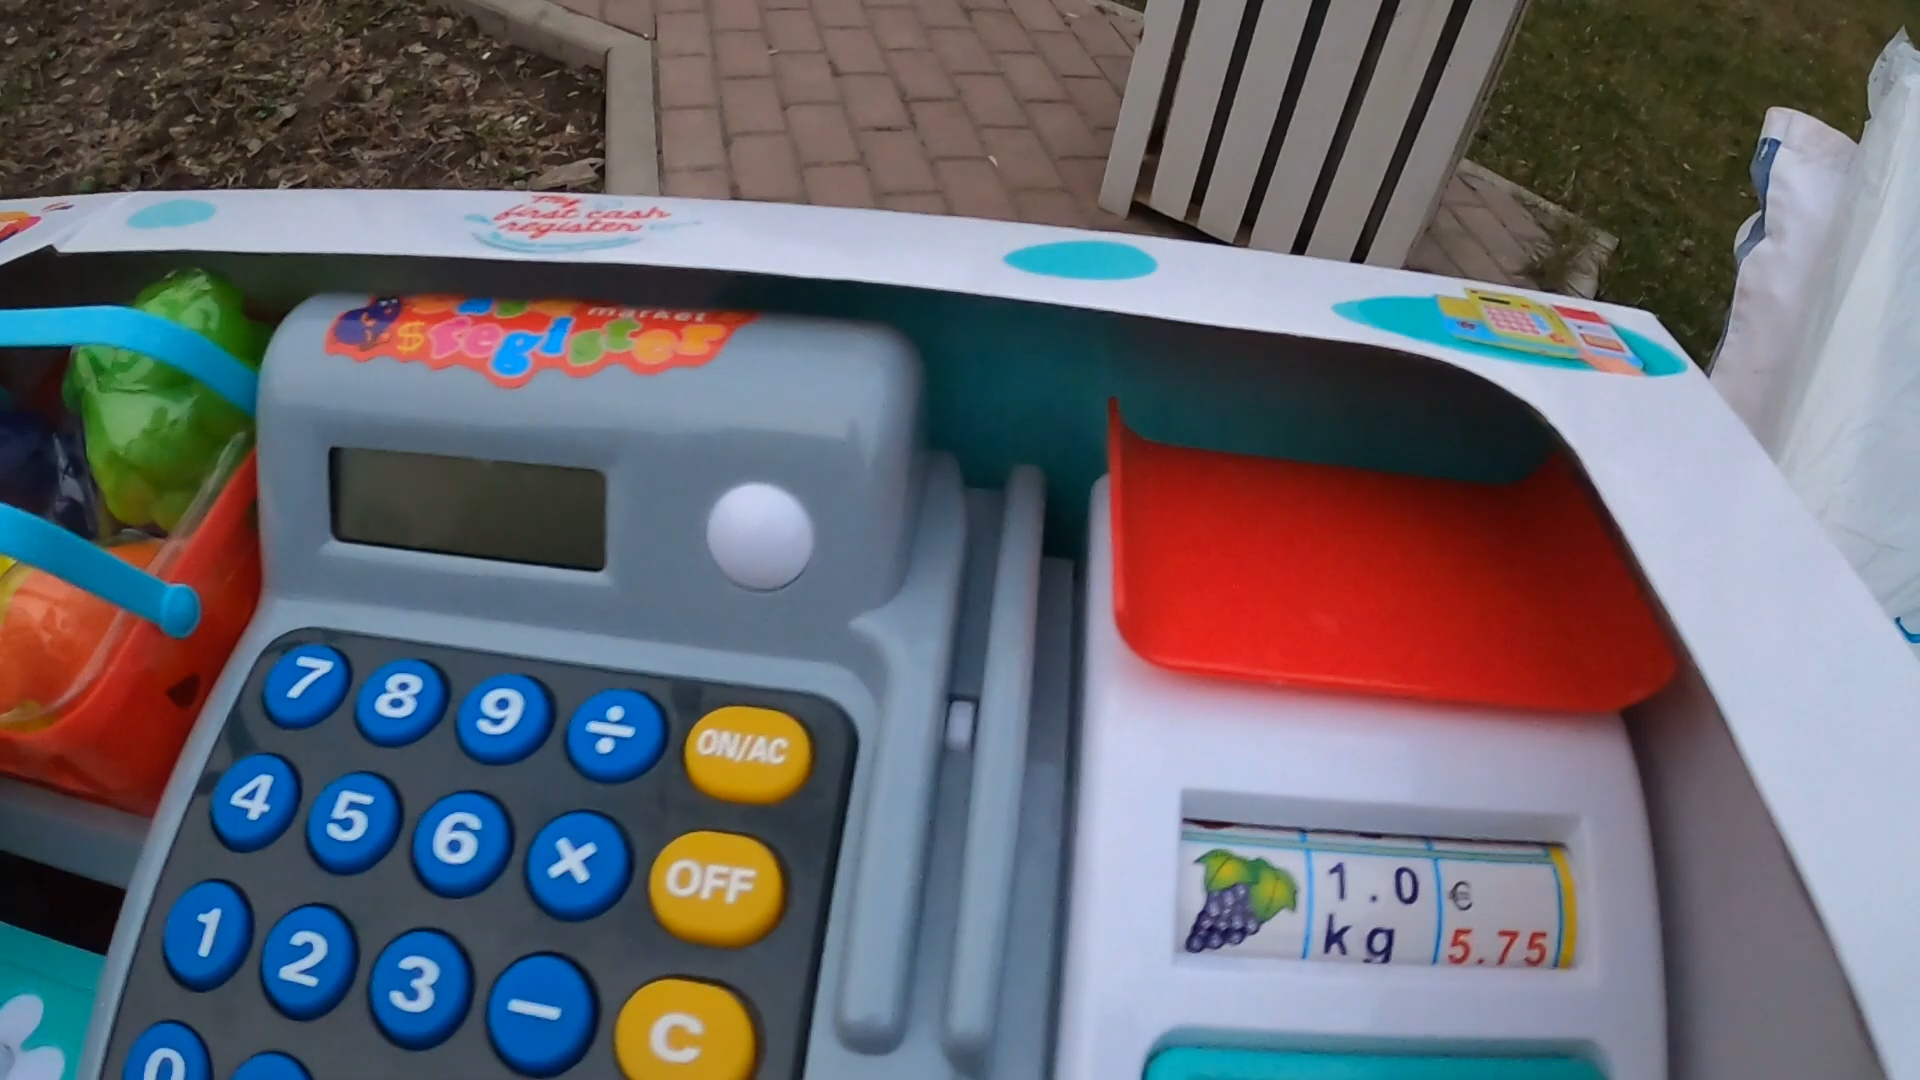 My
first cash
register
market
$ register
7 8 9 ÷ ON/AC
4 5 6 × OFF
1 2 3 − C
0
1.0 €
kg 5.75